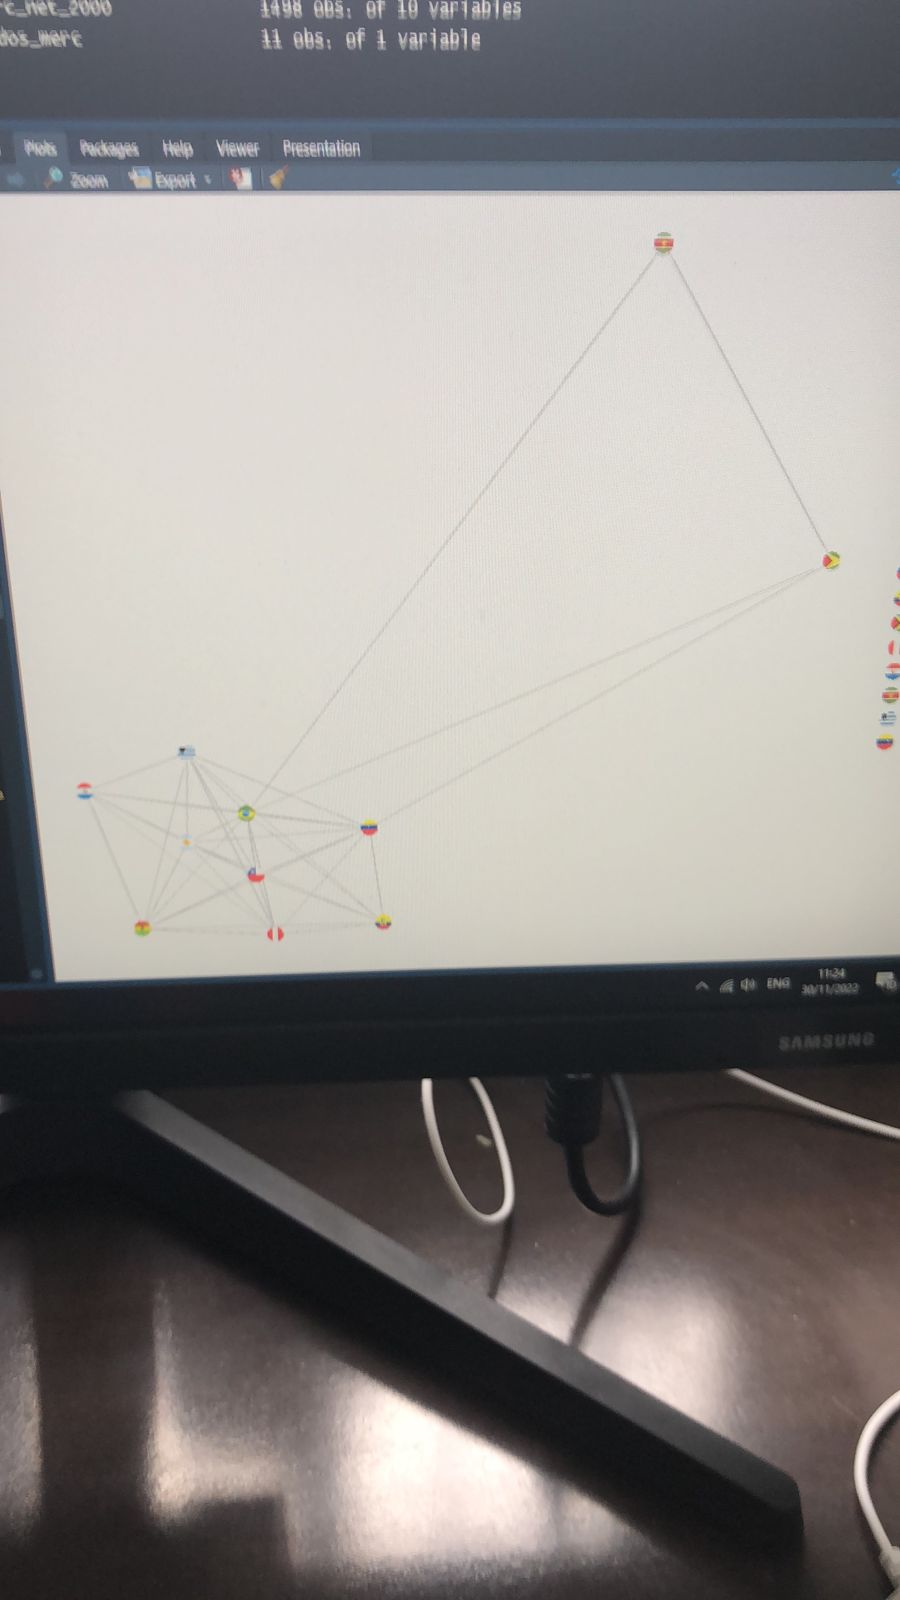 c_net_2000 1498 obs. of 10 variables
dos_merc 11 obs. of 1 variable
Plots Packages Help Viewer Presentation
Zoom Export
ENG 11:24
30/11/2022
SAMSUNG